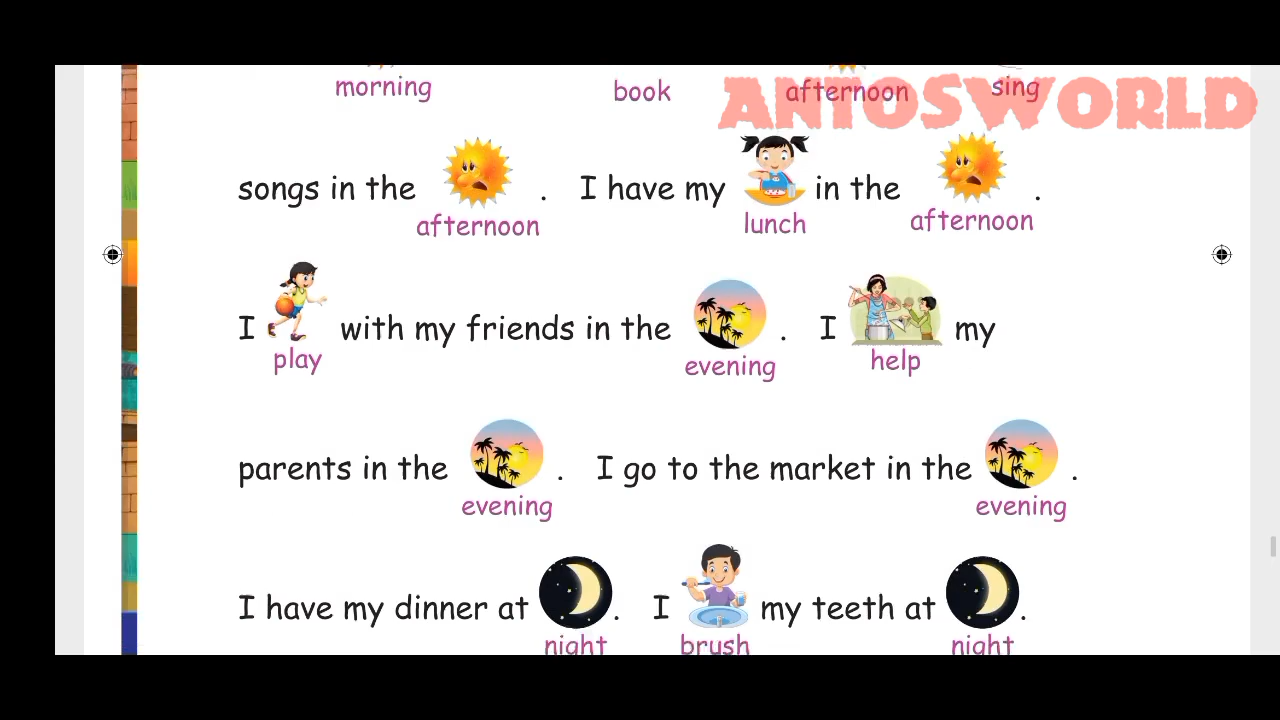 morning book afternoon sing
ANTOSWORLD
songs in the afternoon. I have my lunch in the afternoon.
I play with my friends in the evening. I help my
parents in the evening. I go to the market in the evening.
I have my dinner at night. I brush my teeth at night.